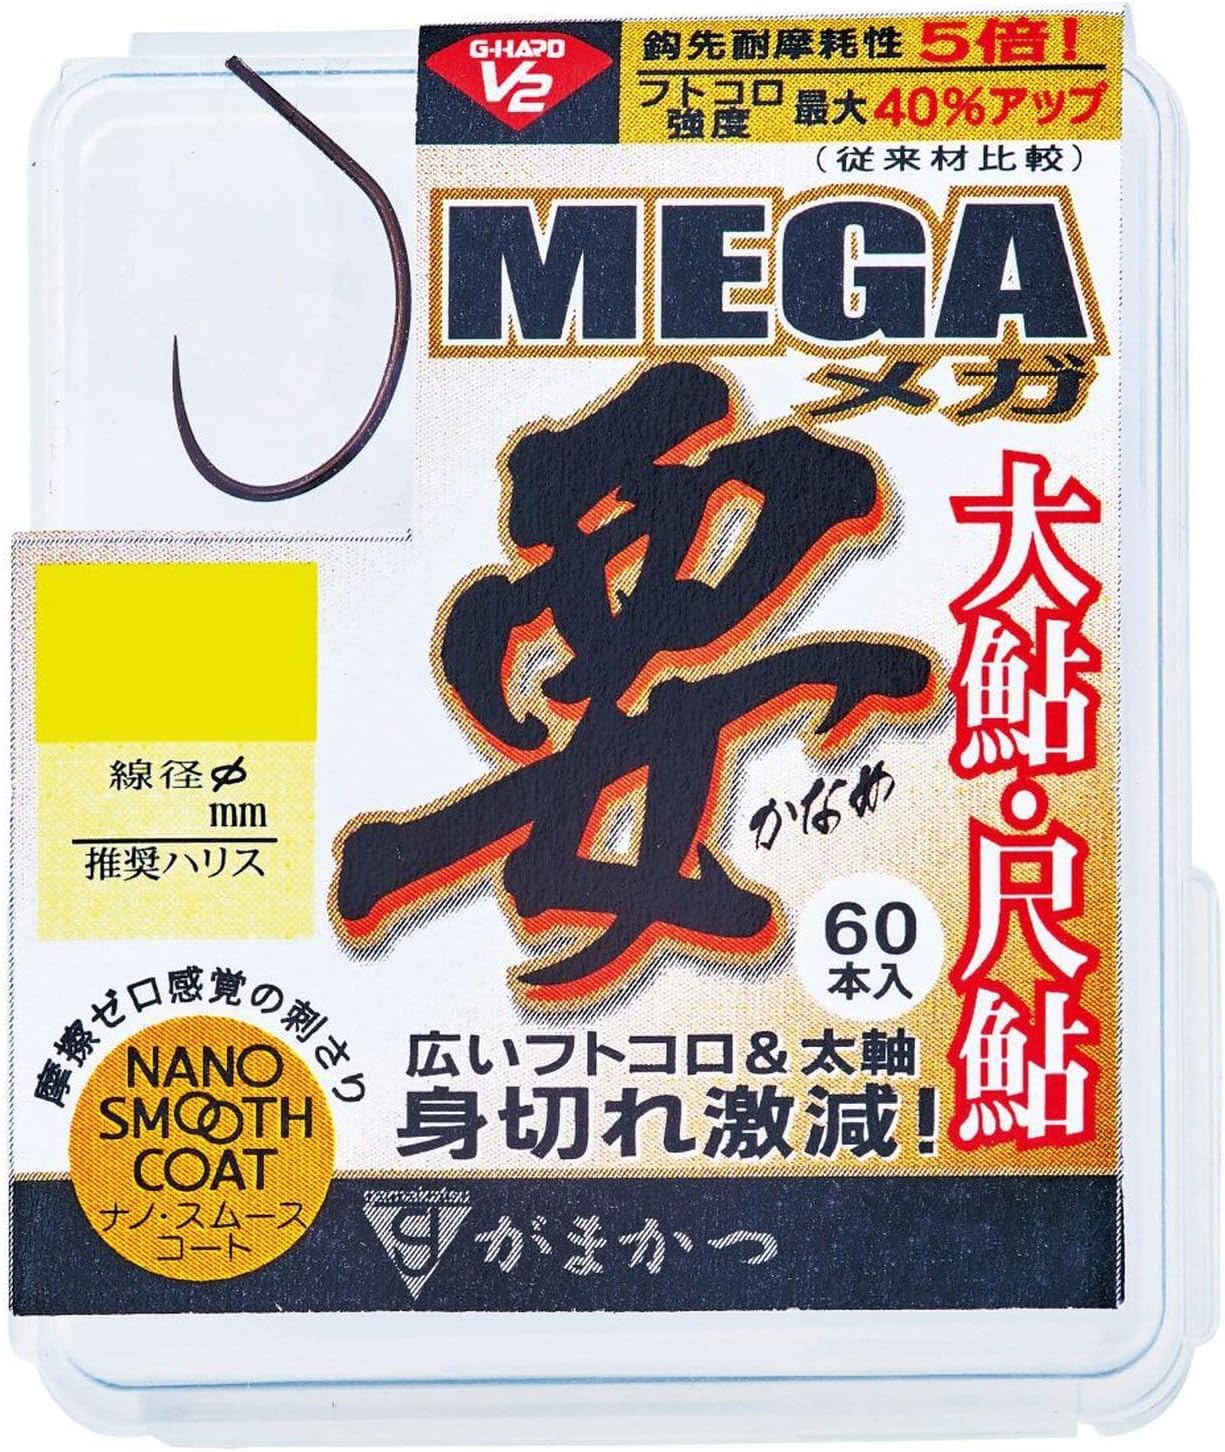 G-HARD
V2
鈎先耐摩耗性 5倍!
フトコロ強度 最大40%アップ
(従来材比較)
MEGA
メガ
要
かなめ
大鮎・尺鮎
線径φ
mm
推奨ハリス
60
本入
摩擦ゼロ感覚の刺さり
NANO
SMOOTH
COAT
ナノ・スムース
コート
広いフトコロ&太軸
身切れ激減!
gamakatsu
がまかつ